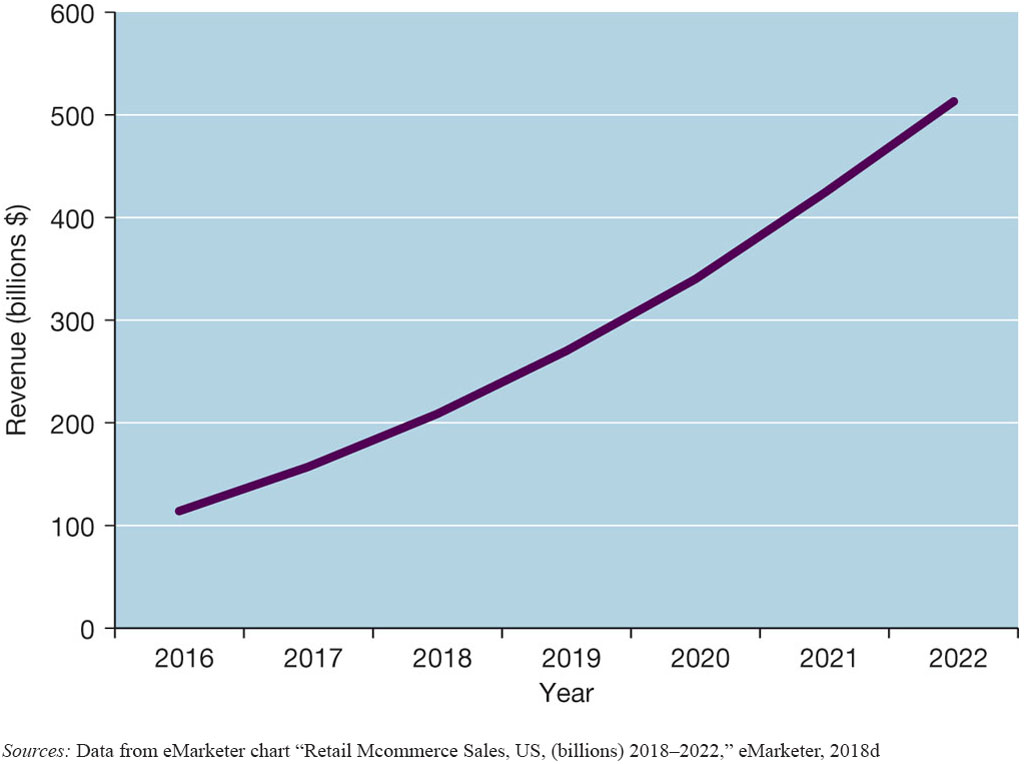 600
500
400
300
200
100
0
Revenue (billions $)
2016 2017 2018 2019 2020 2021 2022
Year
Sources: Data from eMarketer chart “Retail Mcommerce Sales, US, (billions) 2018–2022,” eMarketer, 2018d